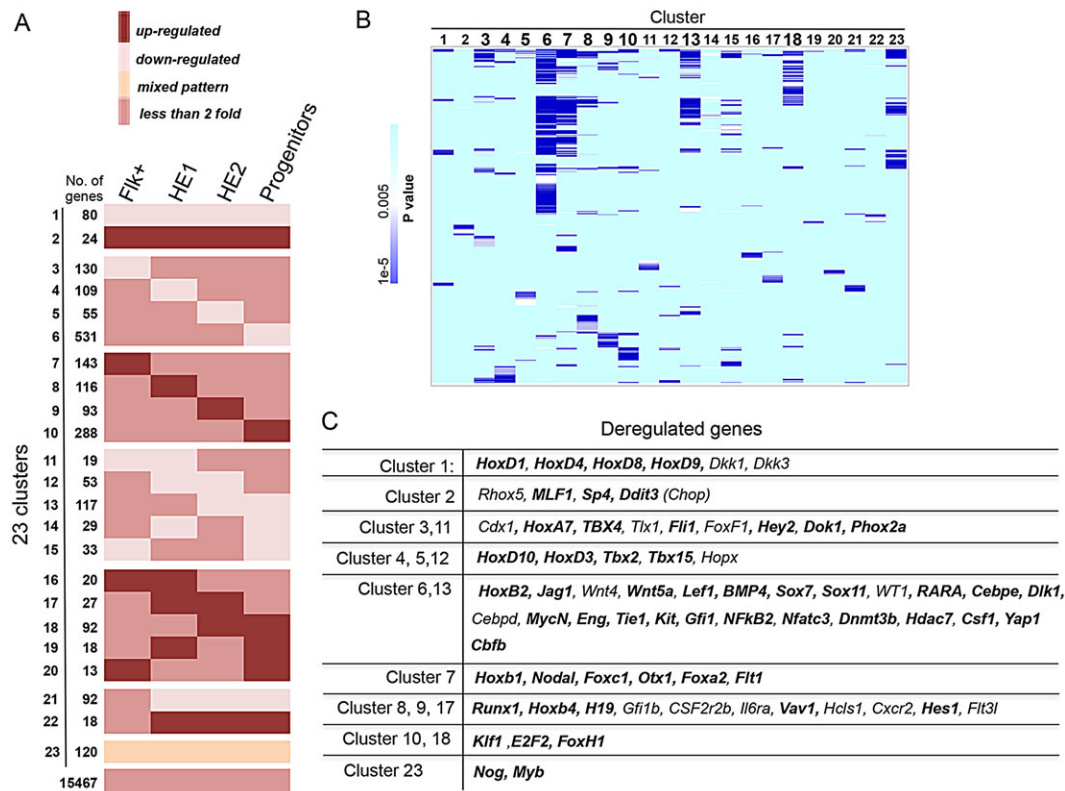 A
up-regulated
down-regulated
mixed pattern
less than 2 fold
No. of genes
Flk+ HE1 HE2 Progenitors
23 clusters
1 80
2 24
3 130
4 109
5 55
6 531
7 143
8 116
9 93
10 288
11 19
12 53
13 117
14 29
15 33
16 20
17 27
18 92
19 18
20 13
21 92
22 18
23 120
15467
B
Cluster
1 2 3 4 5 6 7 8 9 10 11 12 13 14 15 16 17 18 19 20 21 22 23
P value
0.005
1e-5
C
Deregulated genes
Cluster 1: HoxD1, HoxD4, HoxD8, HoxD9, Dkk1, Dkk3
Cluster 2 Rhox5, MLF1, Sp4, Ddit3 (Chop)
Cluster 3,11 Cdx1, HoxA7, TBX4, Tlx1, Fli1, FoxF1, Hey2, Dok1, Phox2a
Cluster 4, 5,12 HoxD10, HoxD3, Tbx2, Tbx15, Hopx
Cluster 6,13 HoxB2, Jag1, Wnt4, Wnt5a, Lef1, BMP4, Sox7, Sox11, WT1, RARA, Cebpe, Dlk1,
Cebpd, MycN, Eng, Tie1, Kit, Gfi1, NFkB2, Nfatc3, Dnmt3b, Hdac7, Csf1, Yap1
Cbfb
Cluster 7 Hoxb1, Nodal, Foxc1, Otx1, Foxa2, Flt1
Cluster 8, 9, 17 Runx1, Hoxb4, H19, Gfi1b, CSF2r2b, Il6ra, Vav1, Hcls1, Cxcr2, Hes1, Flt3l
Cluster 10, 18 Klf1 ,E2F2, FoxH1
Cluster 23 Nog, Myb